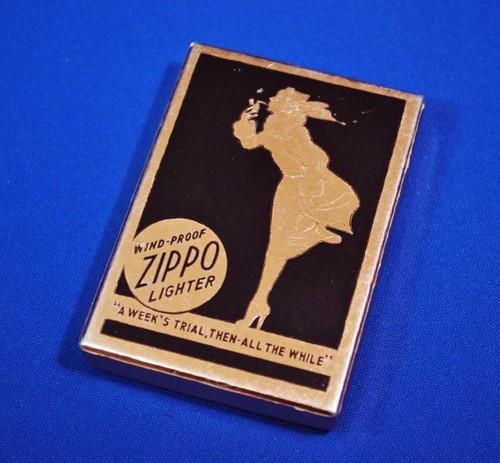 WIND-PROOF
ZIPPO
LIGHTER
"A WEEK'S TRIAL, THEN-ALL THE WHILE"